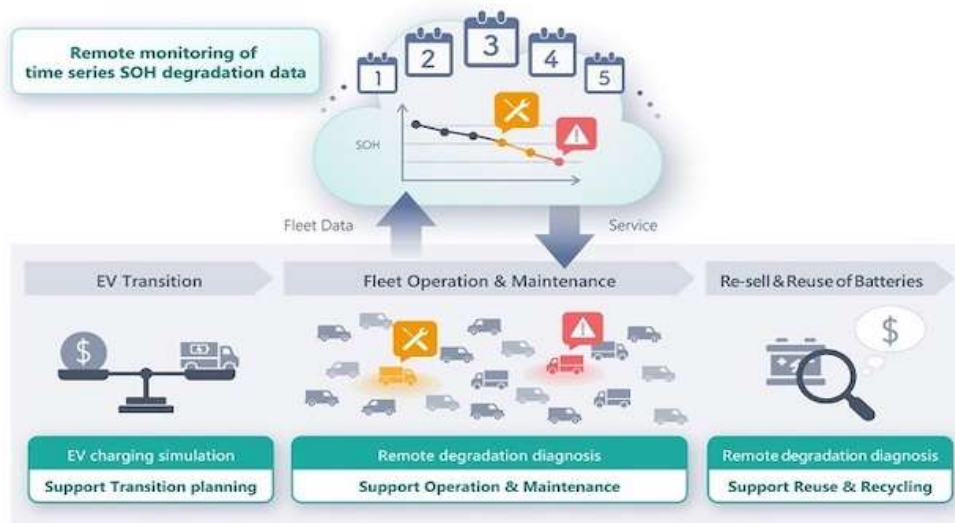 Remote monitoring of
time series SOH degradation data
1
2
3
4
5
SOH
Fleet Data
Service
EV Transition
Fleet Operation & Maintenance
Re-sell & Reuse of Batteries
$
$
EV charging simulation
Support Transition planning
Remote degradation diagnosis
Support Operation & Maintenance
Remote degradation diagnosis
Support Reuse & Recycling